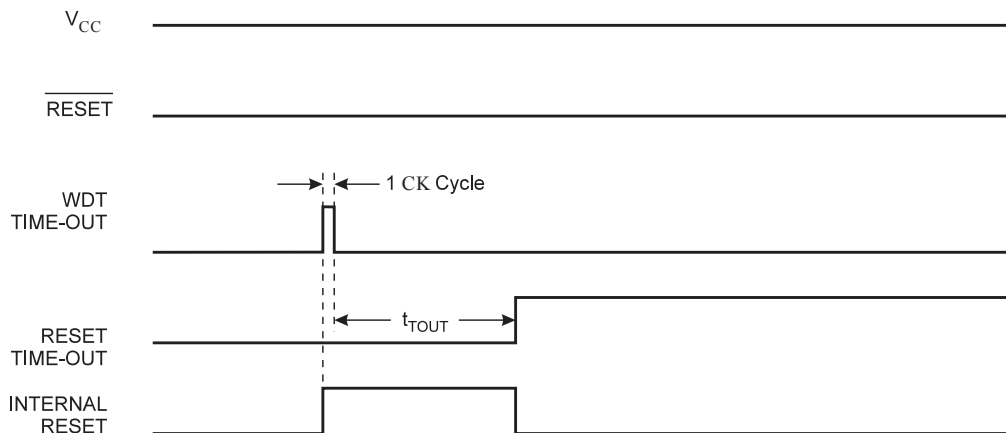 VCC
RESET
1 CK Cycle
WDT
TIME-OUT
tTOUT
RESET
TIME-OUT
INTERNAL
RESET